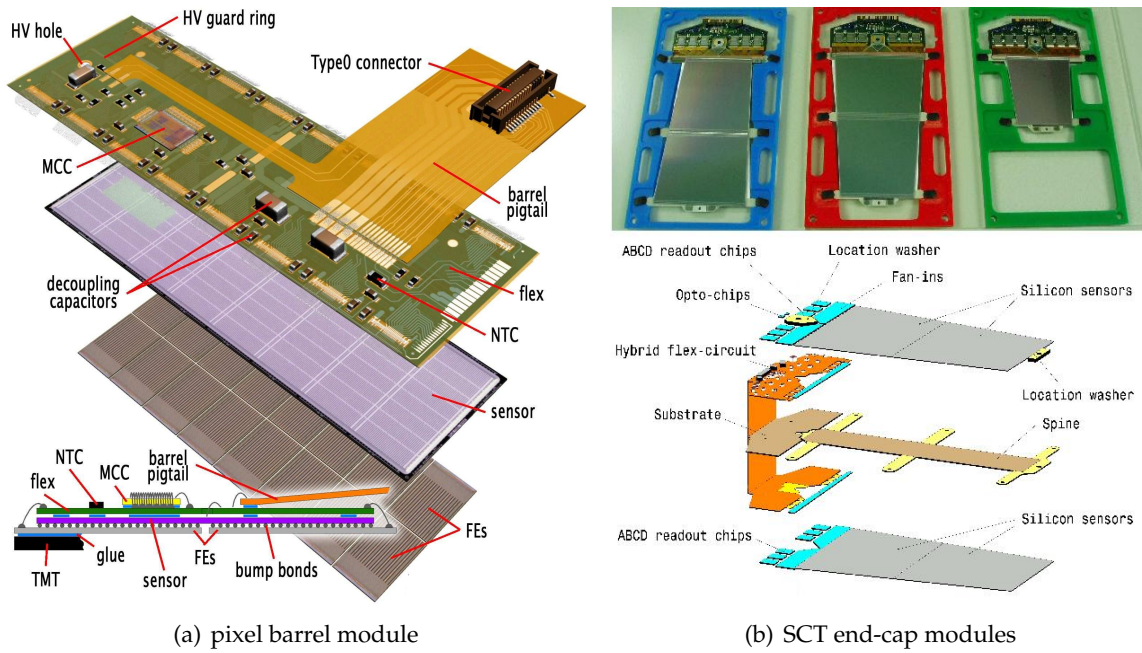 HV guard ring
HV hole
Type0 connector
MCC
barrel
pigtail
decoupling
capacitors
flex
NTC
sensor
NTC
MCC
barrel
pigtail
flex
FEs
glue
FEs
TMT
sensor
bump bonds
(a) pixel barrel module
ABCD readout chips
Location washer
Fan-ins
Opto-chips
Silicon sensors
Hybrid flex-circuit
Location washer
Substrate
Spine
Silicon sensors
ABCD readout chips
(b) SCT end-cap modules